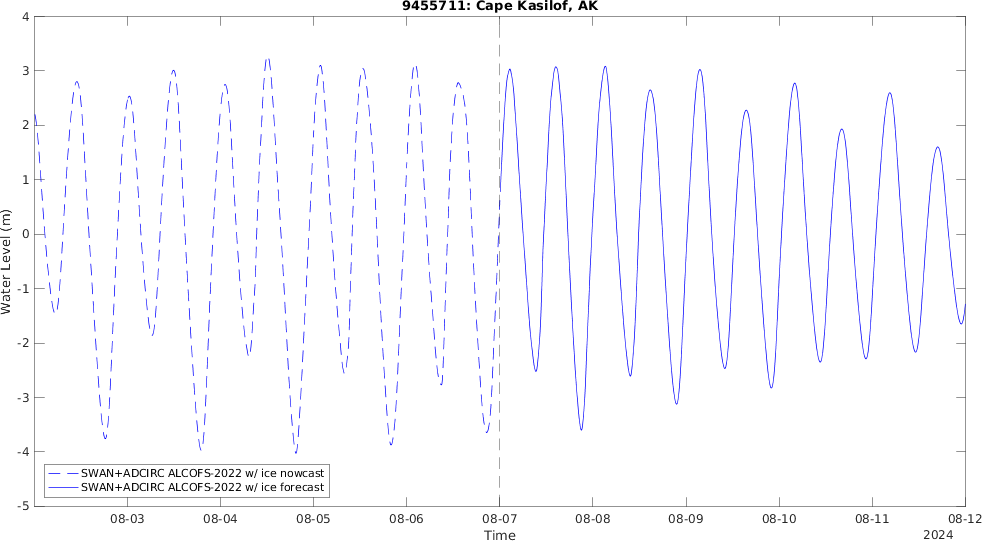 9455711: Cape Kasilof, AK
4
3
2
1
0
-1
-2
-3
-4
-5
Water Level (m)
SWAN+ADCIRC ALCOFS-2022 w/ ice nowcast
SWAN+ADCIRC ALCOFS-2022 w/ ice forecast
08-03 08-04 08-05 08-06 08-07 08-08 08-09 08-10 08-11 08-12
Time
2024